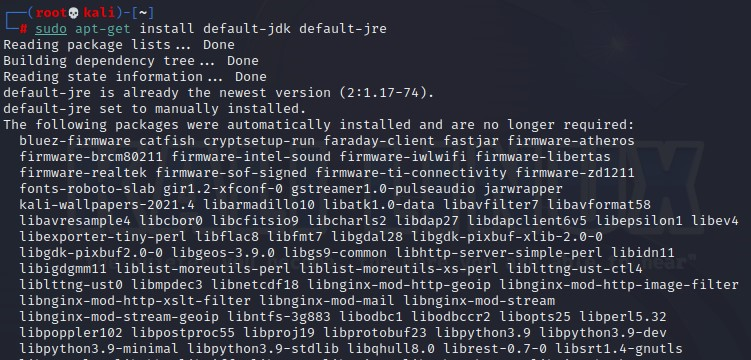 ┌──(root💀kali)-[~]
└─# sudo apt-get install default-jdk default-jre
Reading package lists... Done
Building dependency tree... Done
Reading state information... Done
default-jre is already the newest version (2:1.17-74).
default-jre set to manually installed.
The following packages were automatically installed and are no longer required:
  bluez-firmware catfish cryptsetup-run faraday-client fastjar firmware-atheros
  firmware-brcm80211 firmware-intel-sound firmware-iwlwifi firmware-libertas
  firmware-realtek firmware-sof-signed firmware-ti-connectivity firmware-zd1211
  fonts-roboto-slab gir1.2-xfconf-0 gstreamer1.0-pulseaudio jarwrapper
  kali-wallpapers-2021.4 libarmadillo10 libatk1.0-data libavfilter7 libavformat58
  libavresample4 libcbor0 libcfitsio9 libcharls2 libdap27 libdapclient6v5 libepsilon1 libev4
  libexporter-tiny-perl libflac8 libfmt7 libgdal28 libgdk-pixbuf-xlib-2.0-0
  libgdk-pixbuf2.0-0 libgeos-3.9.0 libgs9-common libhttp-server-simple-perl libidn11
  libigdgmm11 liblist-moreutils-perl liblist-moreutils-xs-perl liblttng-ust-ctl4
  liblttng-ust0 libmpdec3 libnetcdf18 libnginx-mod-http-geoip libnginx-mod-http-image-filter
  libnginx-mod-http-xslt-filter libnginx-mod-mail libnginx-mod-stream
  libnginx-mod-stream-geoip libntfs-3g883 libodbc1 libodbccr2 libopts25 libperl5.32
  libpoppler102 libpostproc55 libproj19 libprotobuf23 libpython3.9 libpython3.9-dev
  libpython3.9-minimal libpython3.9-stdlib libqhull8.0 librest-0.7-0 libsrt1.4-gnutls